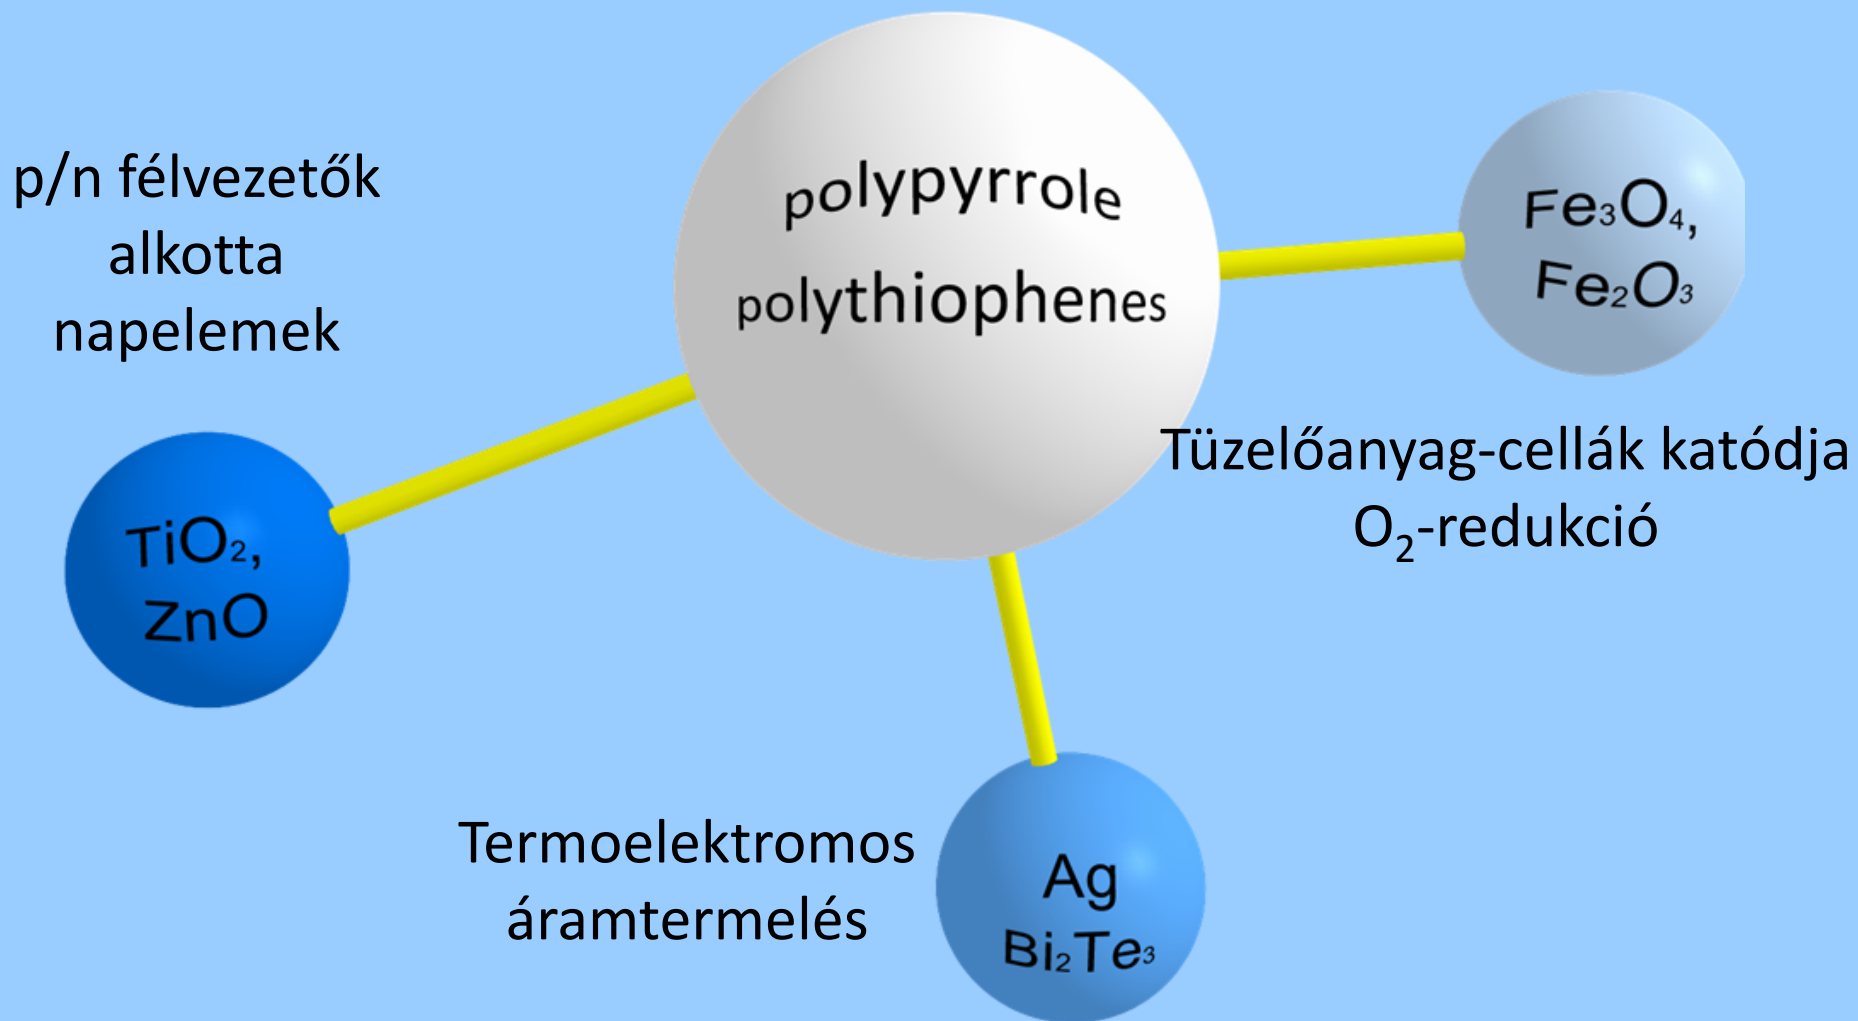 polypyrrole
polythiophenes
p/n félvezetők
alkotta
napelemek
TiO₂,
ZnO
Fe₃O₄,
Fe₂O₃
Tüzelőanyag-cellák katódja
O₂-redukció
Termoelektromos
áramtermelés
Ag
Bi₂Te₃